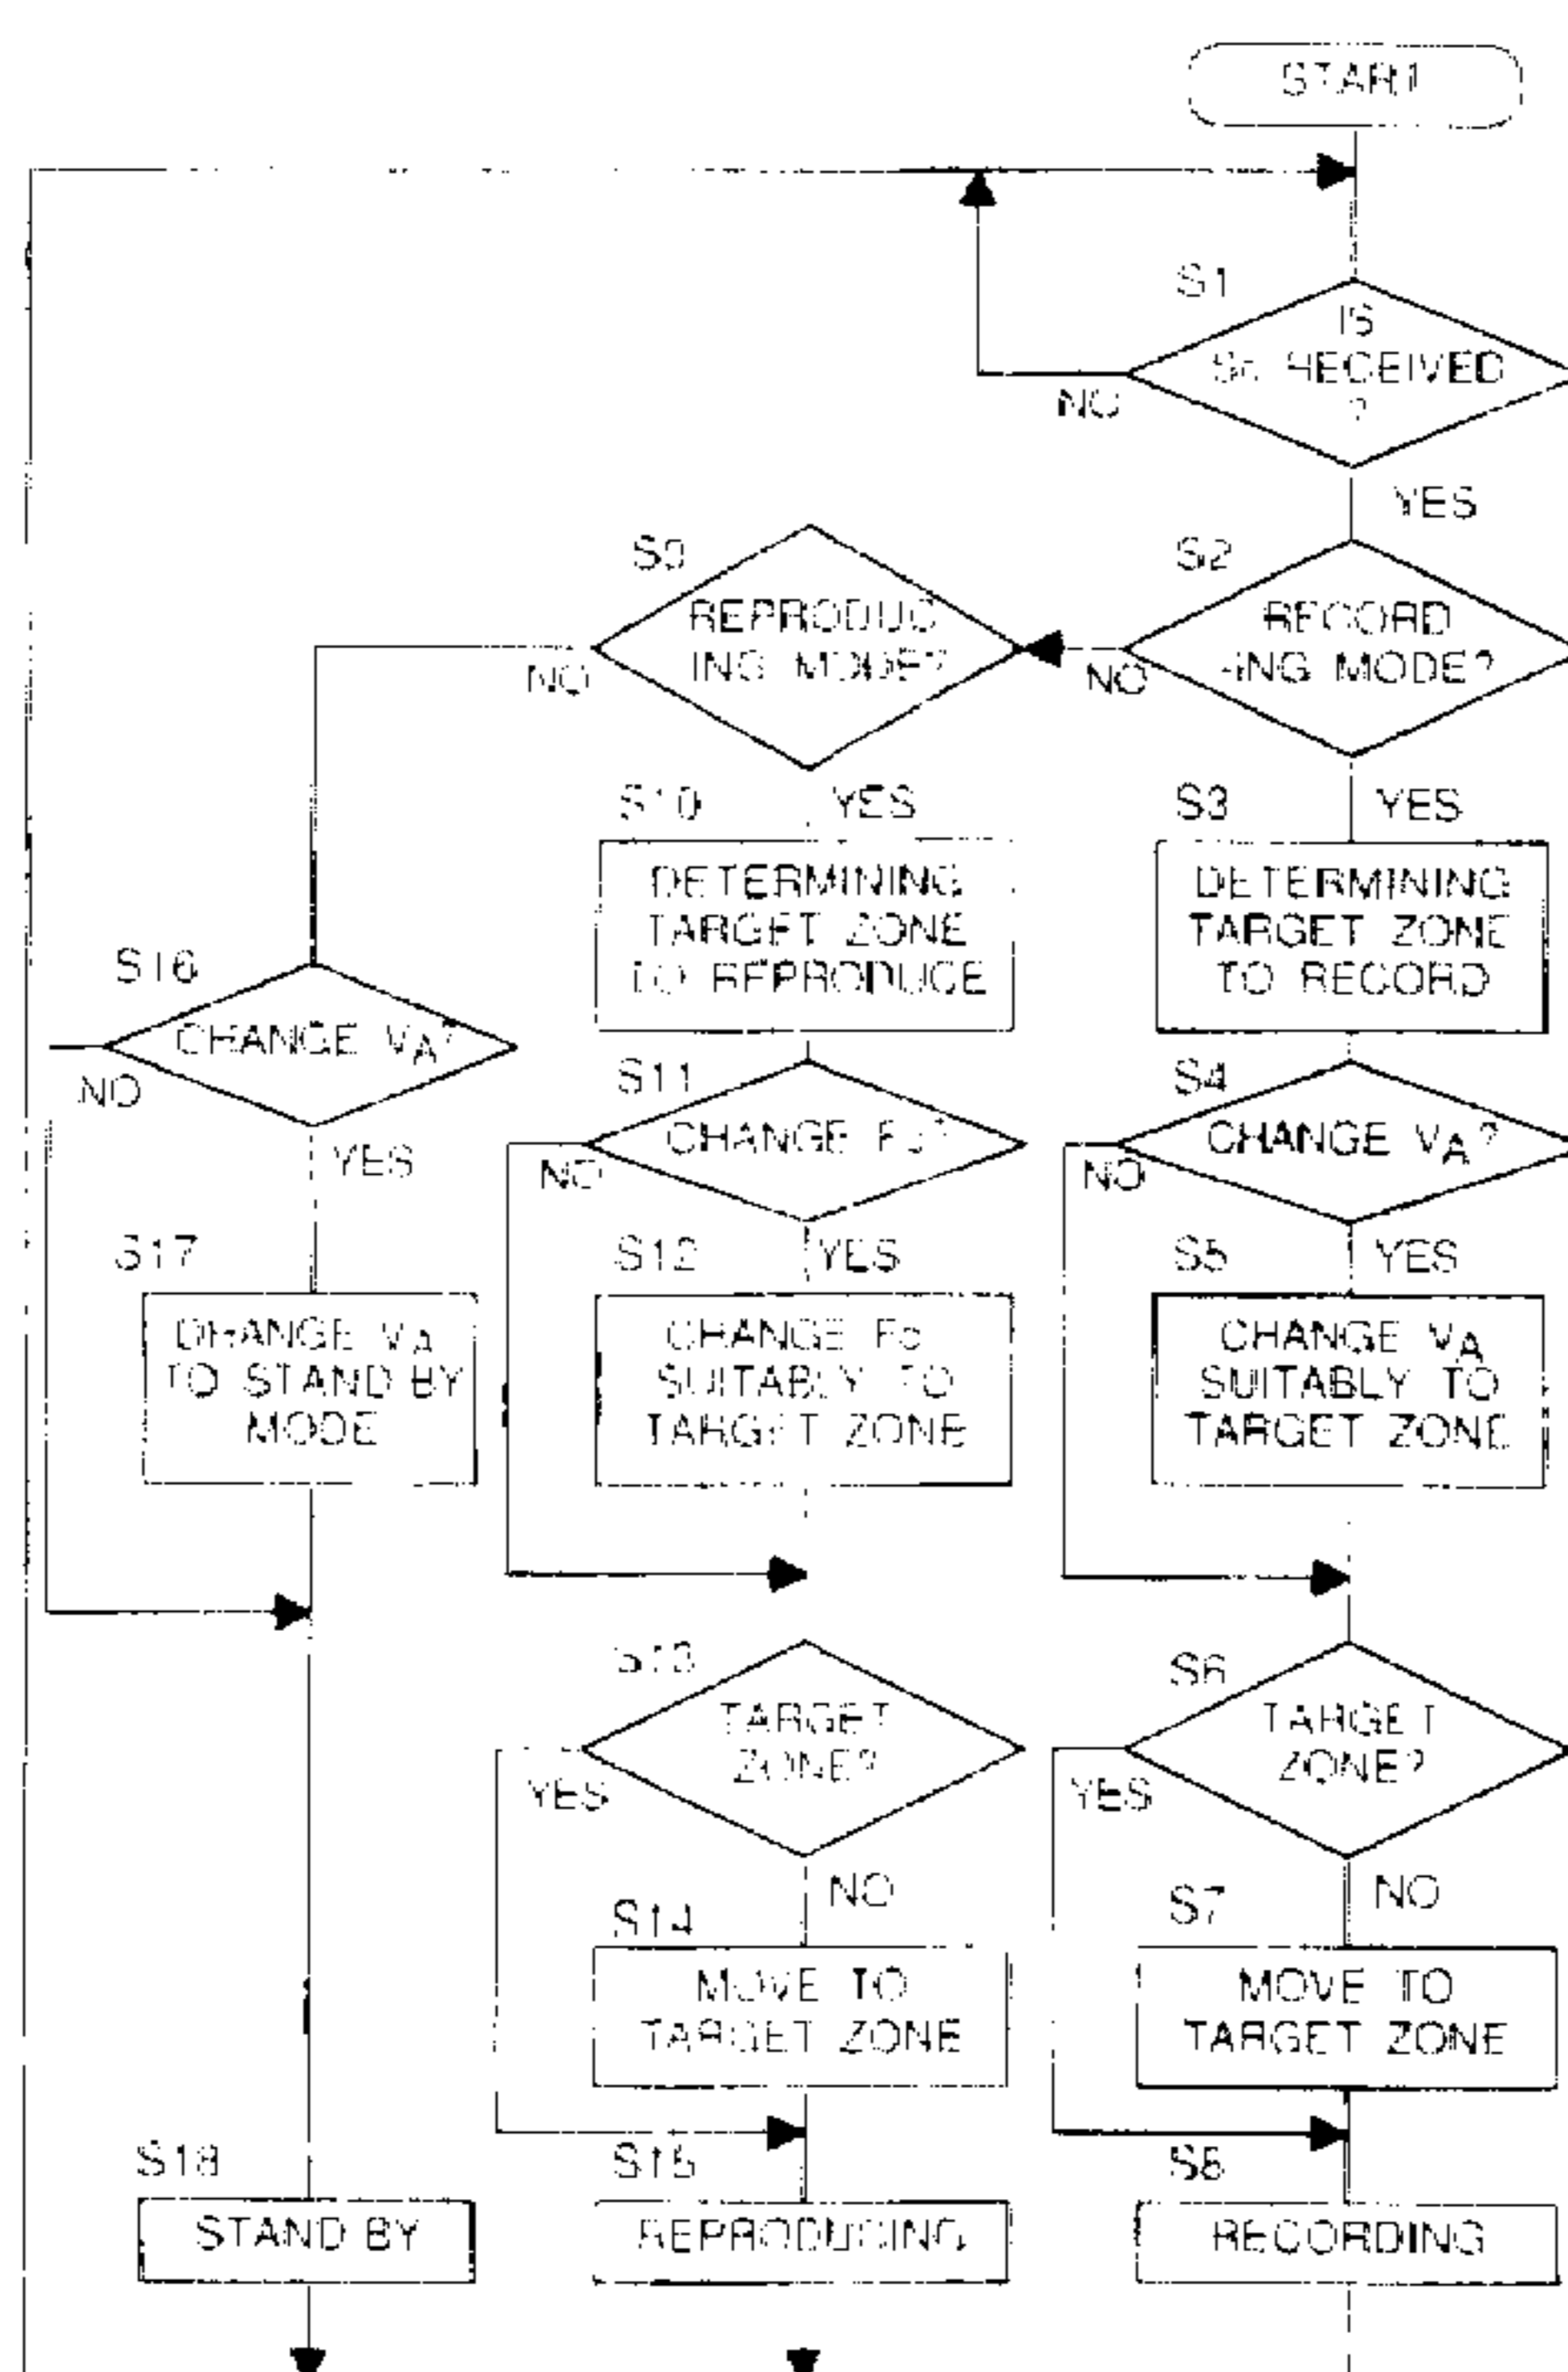 START
S1
IS
RECEIVED
?
NO
YES
S9
REPRODUC
ING MODE?
NO
S2
RECORD
-ING MODE?
NO
S10
YES
S3
YES
DETERMINING
TARGET ZONE
TO REPRODUCE
DETERMINING
TARGET ZONE
TO RECORD
S16
CHANGE VA?
NO
YES
S11
CHANGE
NO
S4
CHANGE VA?
NO
S17
S12
YES
S5
YES
CHANGE VA
TO STAND BY
MODE
CHANGE
SUITABLY TO
TARGET ZONE
CHANGE VA
SUITABLY TO
TARGET ZONE
S13
TARGET
ZONE?
YES
NO
S6
TARGET
ZONE?
YES
NO
S14
S7
MOVE TO
TARGET ZONE
MOVE TO
TARGET ZONE
S18
S15
S8
STAND BY
REPRODUCING
RECORDING